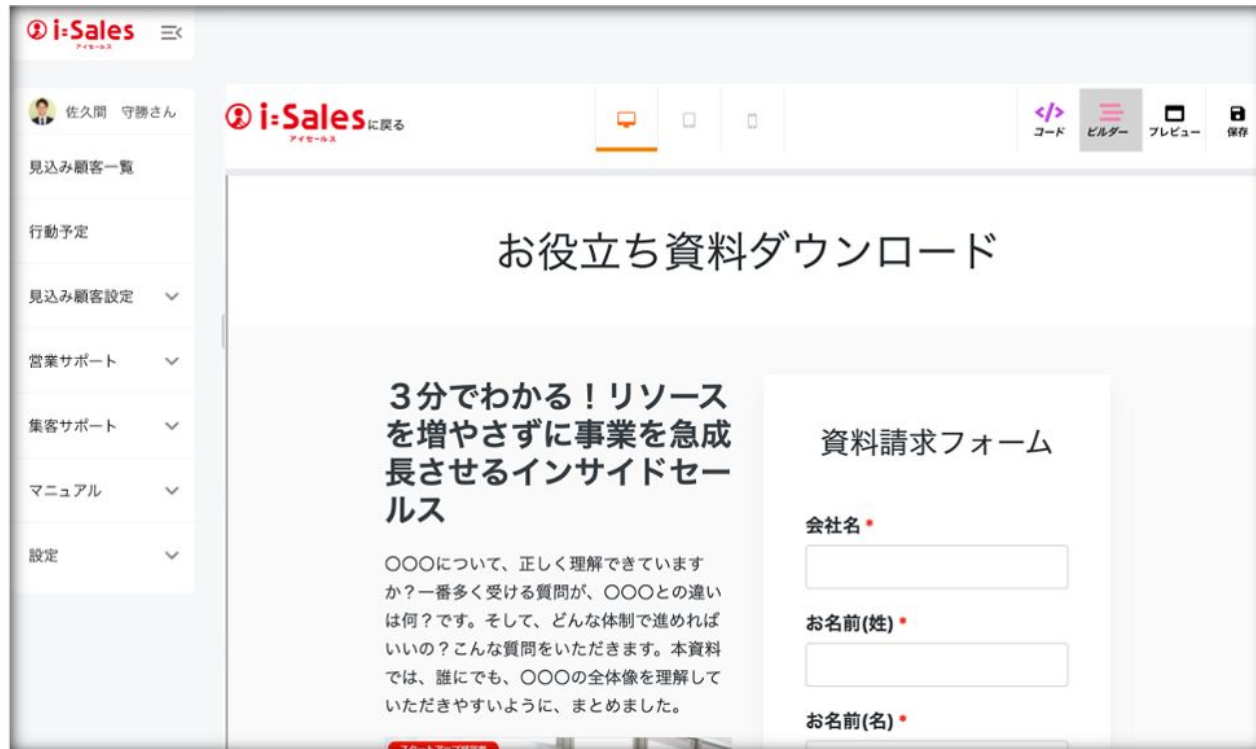 i:Sales
アイセールス
佐久間 守勝さん
見込み顧客一覧
行動予定
見込み顧客設定
営業サポート
集客サポート
マニュアル
設定
i:Salesに戻る
アイセールス
</>
コード
ビルダー
プレビュー
保存
お役立ち資料ダウンロード
3分でわかる！リソース
を増やさずに事業を急成
長させるインサイドセー
ルス
〇〇〇について、正しく理解できています
か？一番多く受ける質問が、〇〇〇との違い
は何？です。そして、どんな体制で進めれば
いいの？こんな質問をいただきます。本資料
では、誰にでも、〇〇〇の全体像を理解して
いただきやすいように、まとめました。
資料請求フォーム
会社名 *
お名前(姓) *
お名前(名) *